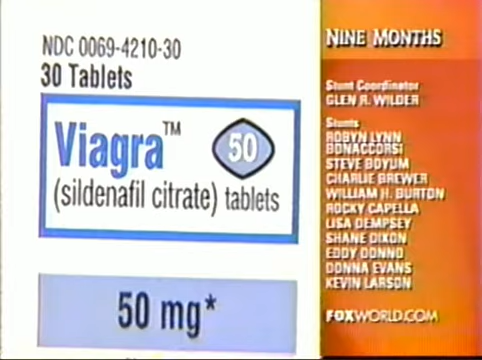 NDC 0069-4210-30
30 Tablets
Viagra™
50
(sildenafil citrate) tablets
50 mg*
NINE MONTHS
Stunt Coordinator
GLEN R. WILDER
Stunts
ROBYN LYNN
BONACCORSI
STEVE BOYUM
CHARLIE BREWER
WILLIAM H. BURTON
ROCKY CAPELLA
LISA DEMPSEY
SHANE DIXON
EDDY DONNO
DONNA EVANS
KEVIN LARSON
FOXWORLD.COM